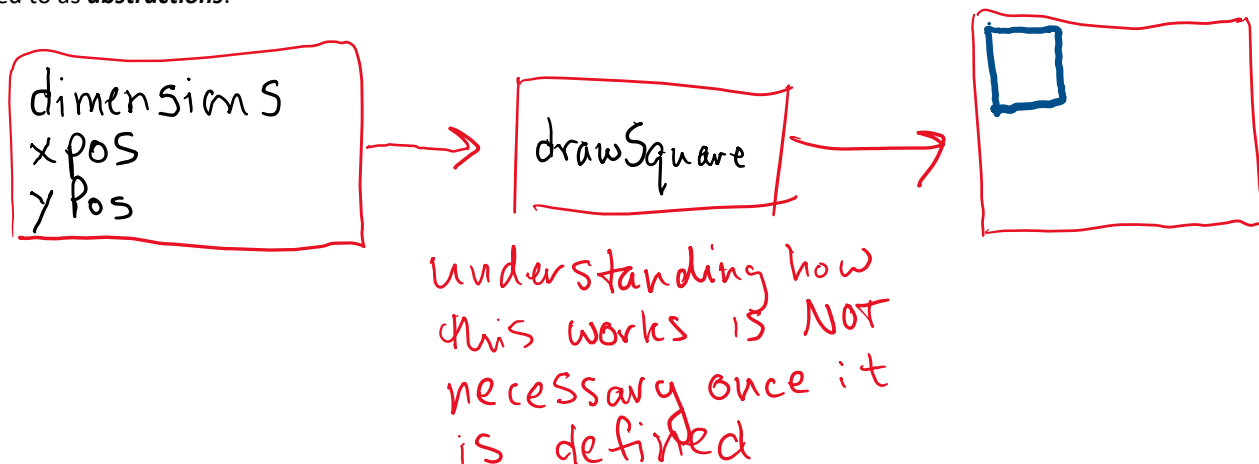 ed to as abstractions.
dimensions
xpos
yPos
drawSquare
understanding how
this works is NOT
necessary once it
is defined